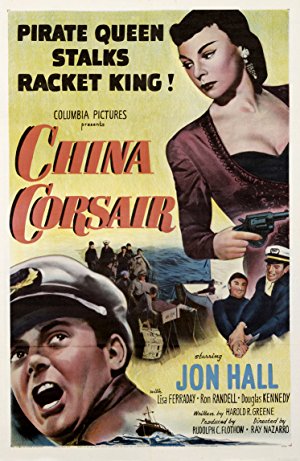 PIRATE QUEEN
STALKS
RACKET KING!
COLUMBIA PICTURES
presents
CHINA
CORSAIR
starring
JON HALL
with Lisa FERRADAY · RON RANDELL · Douglas KENNEDY
Written by HAROLD R. GREENE
Produced by RUDOLPH C. FLOTHOW · Directed by RAY NAZARRO